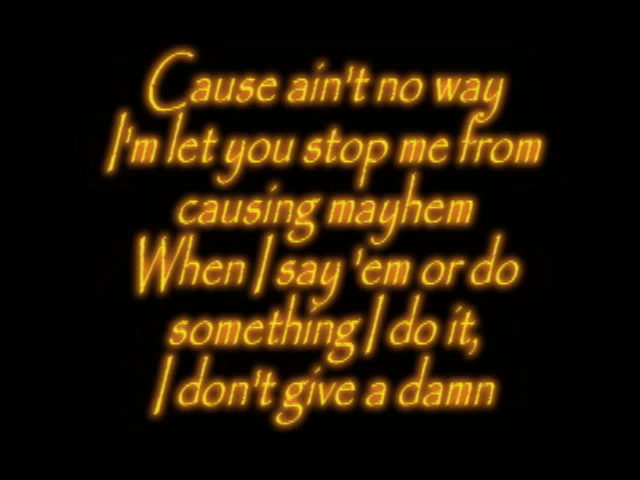 Cause ain't no way
I'm let you stop me from
causing mayhem
When I say 'em or do
something I do it,
I don't give a damn